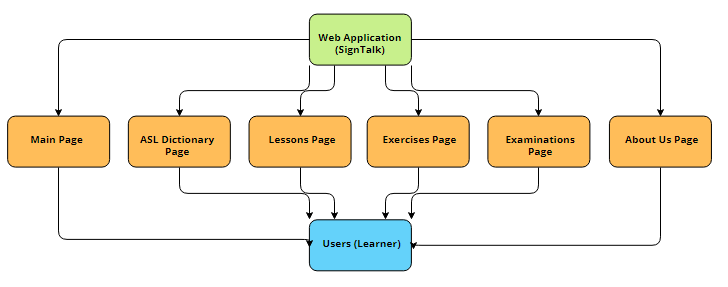 Web Application
(SignTalk)
Main Page
ASL Dictionary
Page
Lessons Page
Exercises Page
Examinations
Page
About Us Page
Users (Learner)